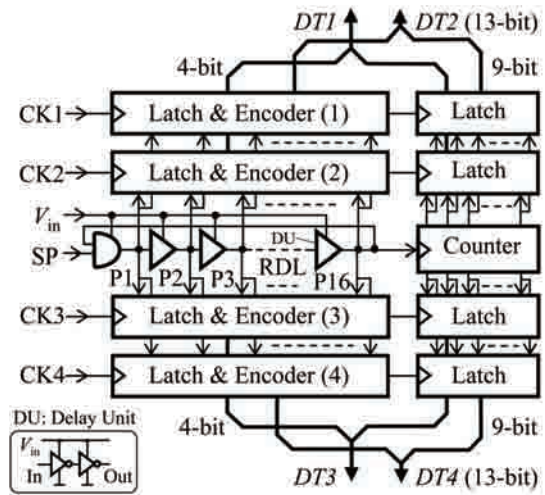 DT1 DT2 (13-bit)
4-bit 9-bit
CK1 Latch & Encoder (1) Latch
CK2 Latch & Encoder (2) Latch
Vin
DU Counter
SP P1 P2 P3 RDL P16
CK3 Latch & Encoder (3) Latch
CK4 Latch & Encoder (4) Latch
DU: Delay Unit
4-bit 9-bit
Vin
In Out
DT3 DT4 (13-bit)